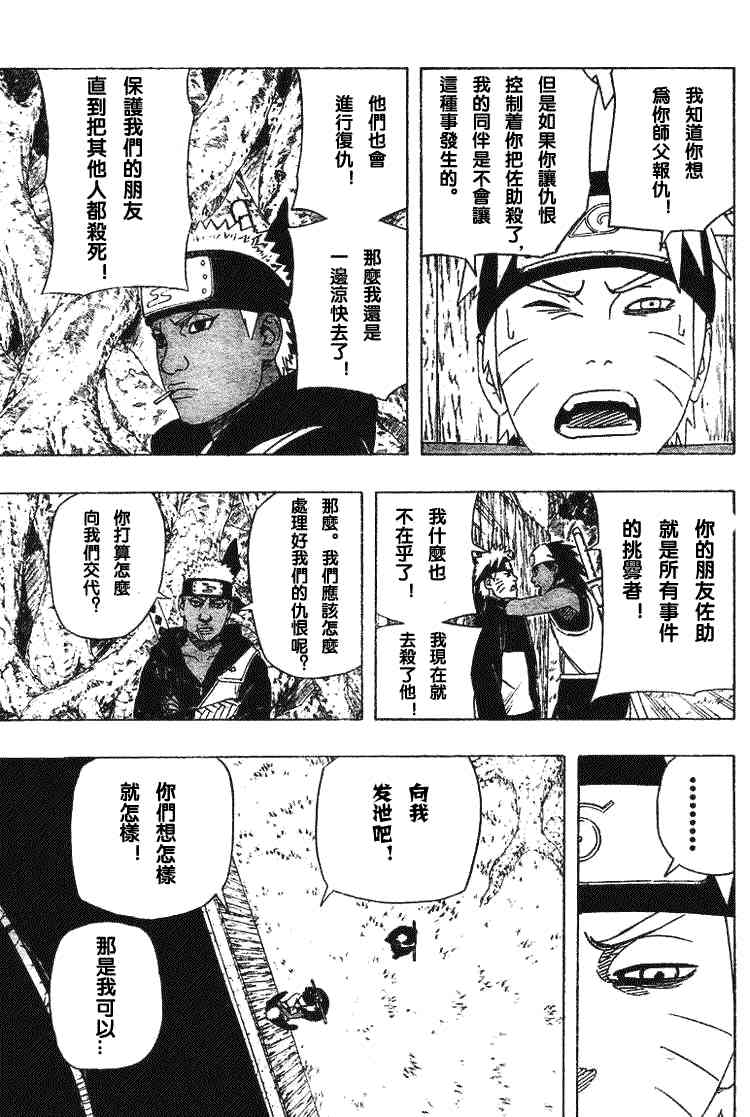 我知道你想
爲你師父報仇！
但是如果你讓仇恨
控制着你把佐助殺了，
我的同伴是不會讓
這種事發生的。
他們也會
進行復仇！
那麼我還是
一邊涼快去了！
保護我們的朋友
直到把其他人都殺死！
你的朋友佐助
就是所有事件
的挑釁者！
我什麼也
不在乎了！
我現在就
去殺了他！
那麼。我們應該怎麼
處理好我們的仇恨呢？
你打算怎麼
向我們交代？
………
向我
发泄吧！
你們想怎樣
就怎樣！
那是我可以…